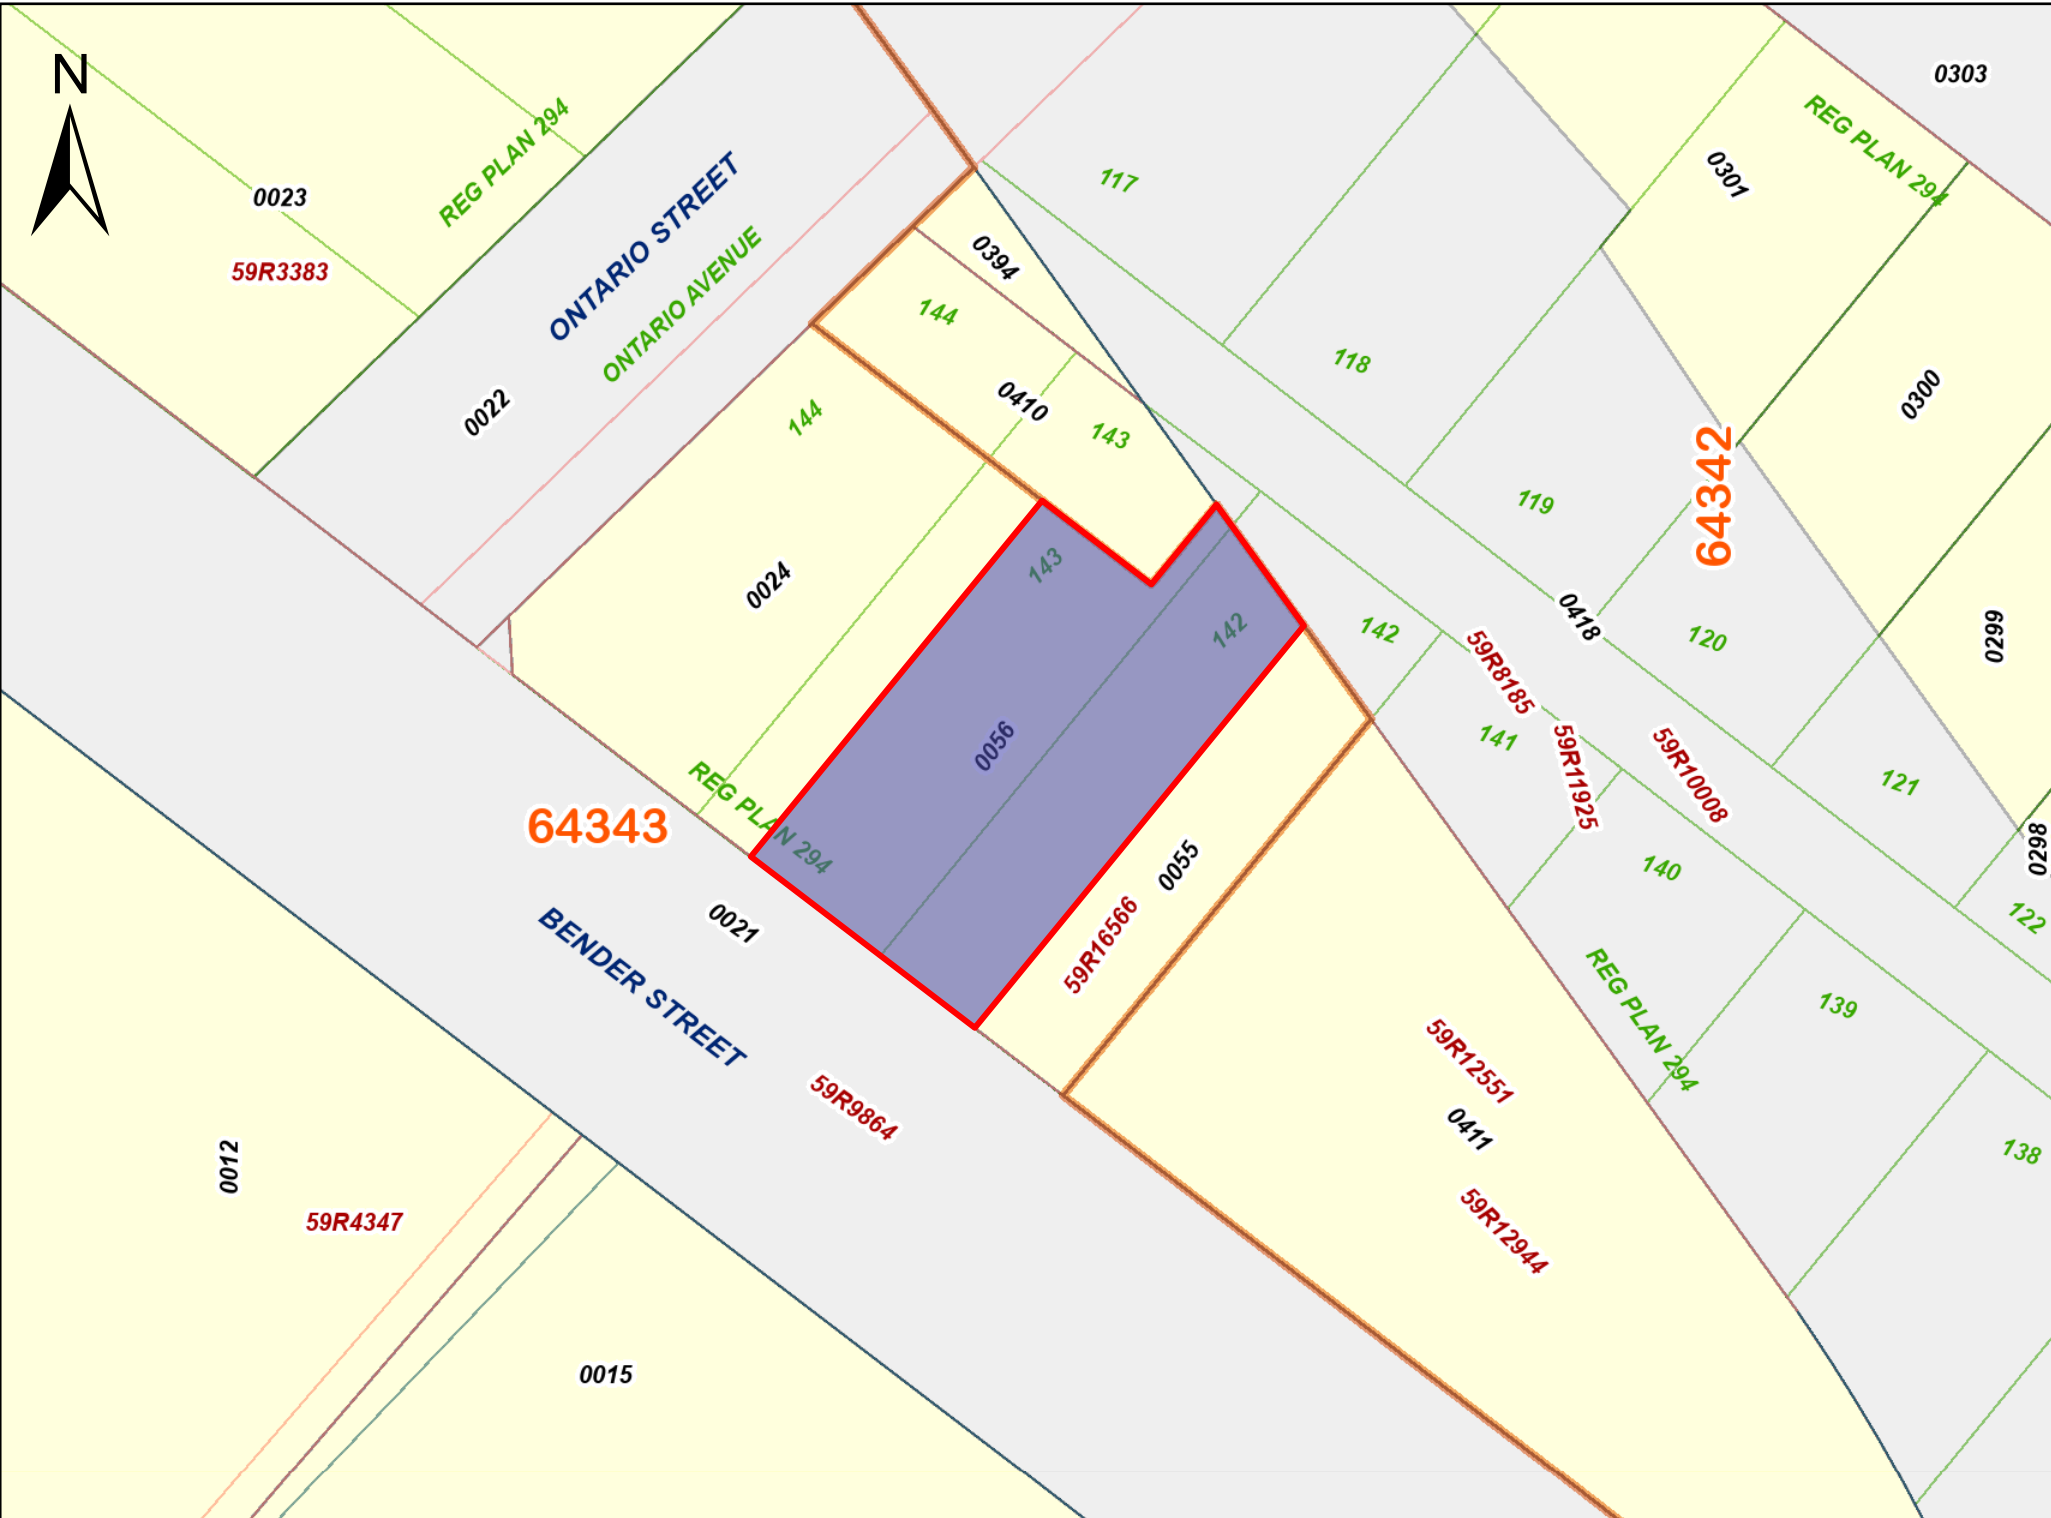 N
0303
REG PLAN 294
0023
REG PLAN 294
59R3383
ONTARIO STREET
ONTARIO AVENUE
117
0301
0394
144
118
0022
144
0410
143
0300
64342
119
143
0024
142
142
0418
120
0299
59R8185
0056
141
59R11925
59R10008
121
REG PLAN 294
64343
0298
0055
140
122
0021
59R16566
BENDER STREET
REG PLAN 294
139
59R12551
59R9864
0411
0012
138
59R4347
59R12944
0015